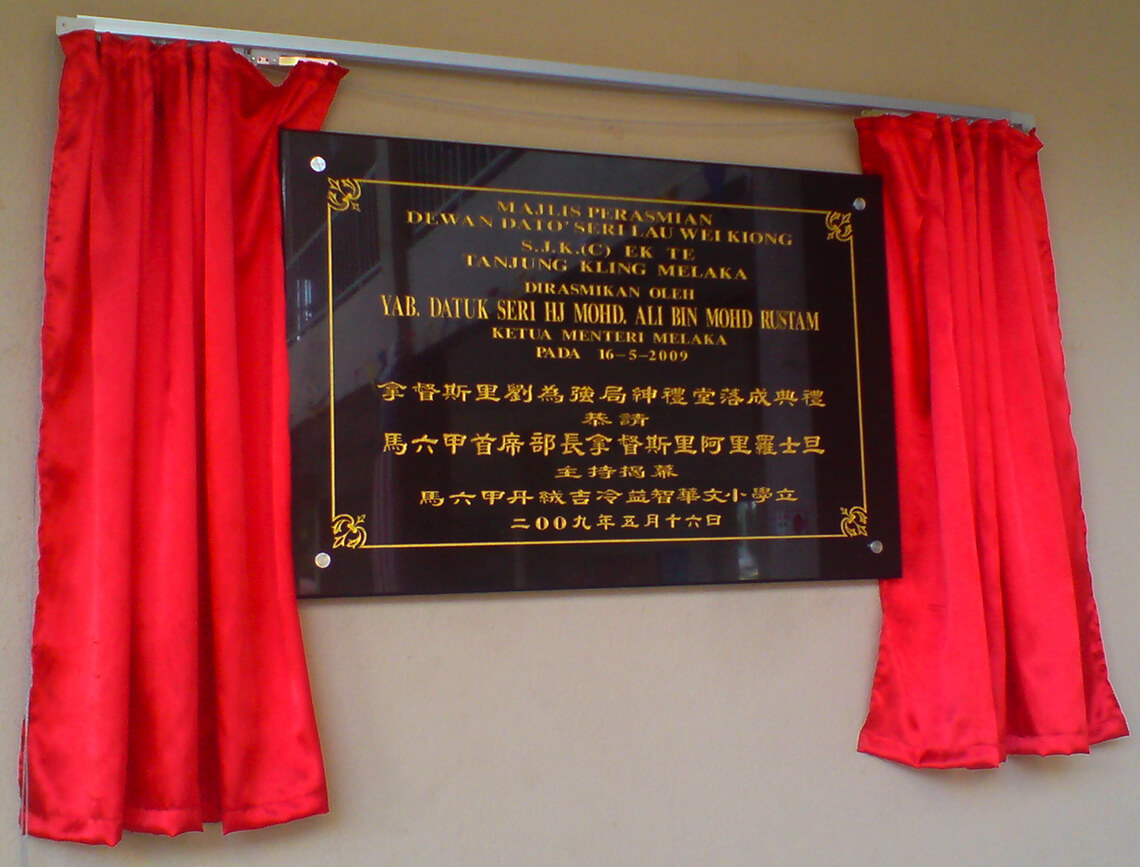 MAJLIS PERASMIAN
DEWAN DATO' SERI LAU WEI KIONG
S.J.K.(C) EK TE
TANJUNG KLING MELAKA
DIRASMIKAN OLEH
YAB. DATUK SERI HJ MOHD. ALI BIN MOHD RUSTAM
KETUA MENTERI MELAKA
PADA 16-5-2009
拿督斯里劉為強局紳禮堂落成典禮
恭請
馬六甲首席部長拿督斯里阿里羅士旦
主持揭幕
馬六甲丹絨吉冷益智華文小學立
二00九年五月十六日